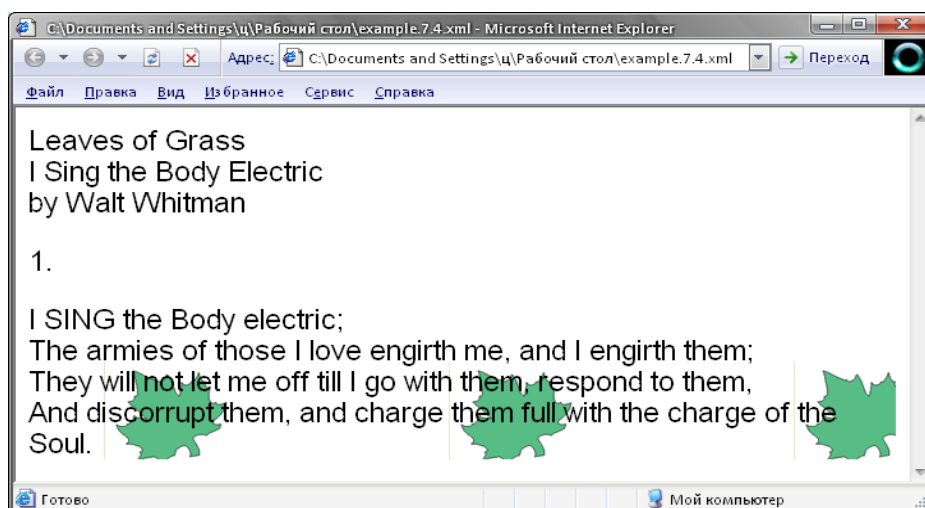 C:\Documents and Settings\ц\Рабочий стол\example.7.4.xml - Microsoft Internet Explorer
Адрес: C:\Documents and Settings\ц\Рабочий стол\example.7.4.xml Переход
Файл Правка Вид Избранное Сервис Справка
Leaves of Grass
I Sing the Body Electric
by Walt Whitman
1.
I SING the Body electric;
The armies of those I love engirth me, and I engirth them;
They will not let me off till I go with them, respond to them,
And discorrupt them, and charge them full with the charge of the
Soul.
Готово Мой компьютер